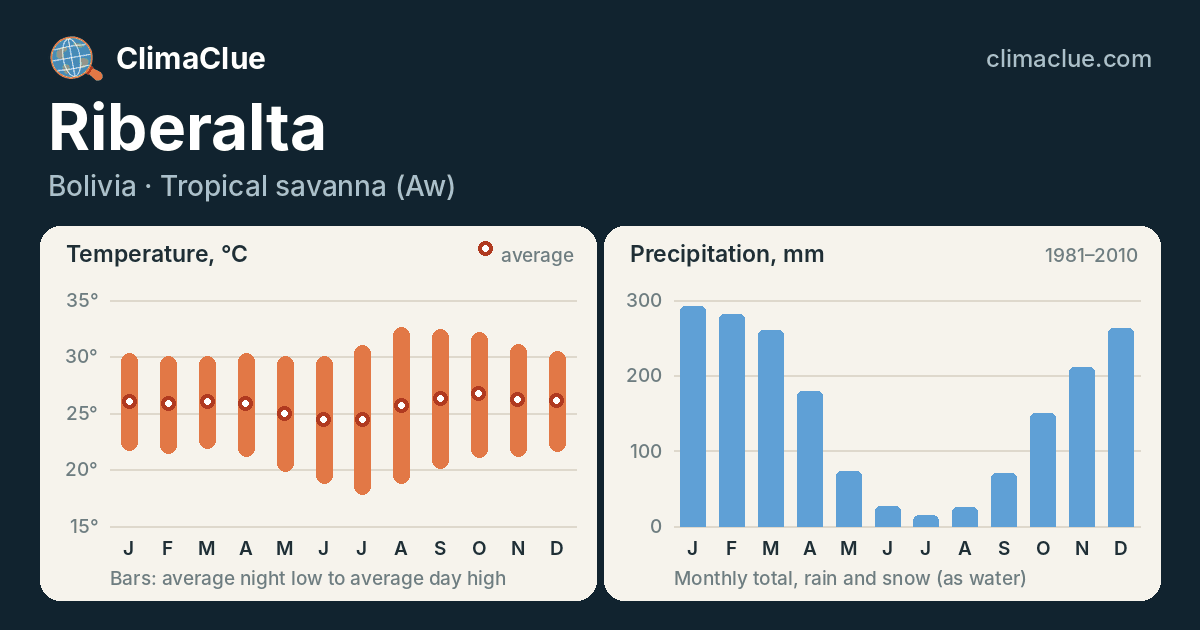 ClimaClue
climaclue.com
Riberalta
Bolivia · Tropical savanna (Aw)
Temperature, °C
average
35°
30°
25°
20°
15°
J F M A M J J A S O N D
Bars: average night low to average day high
Precipitation, mm
1981–2010
300
200
100
0
J F M A M J J A S O N D
Monthly total, rain and snow (as water)